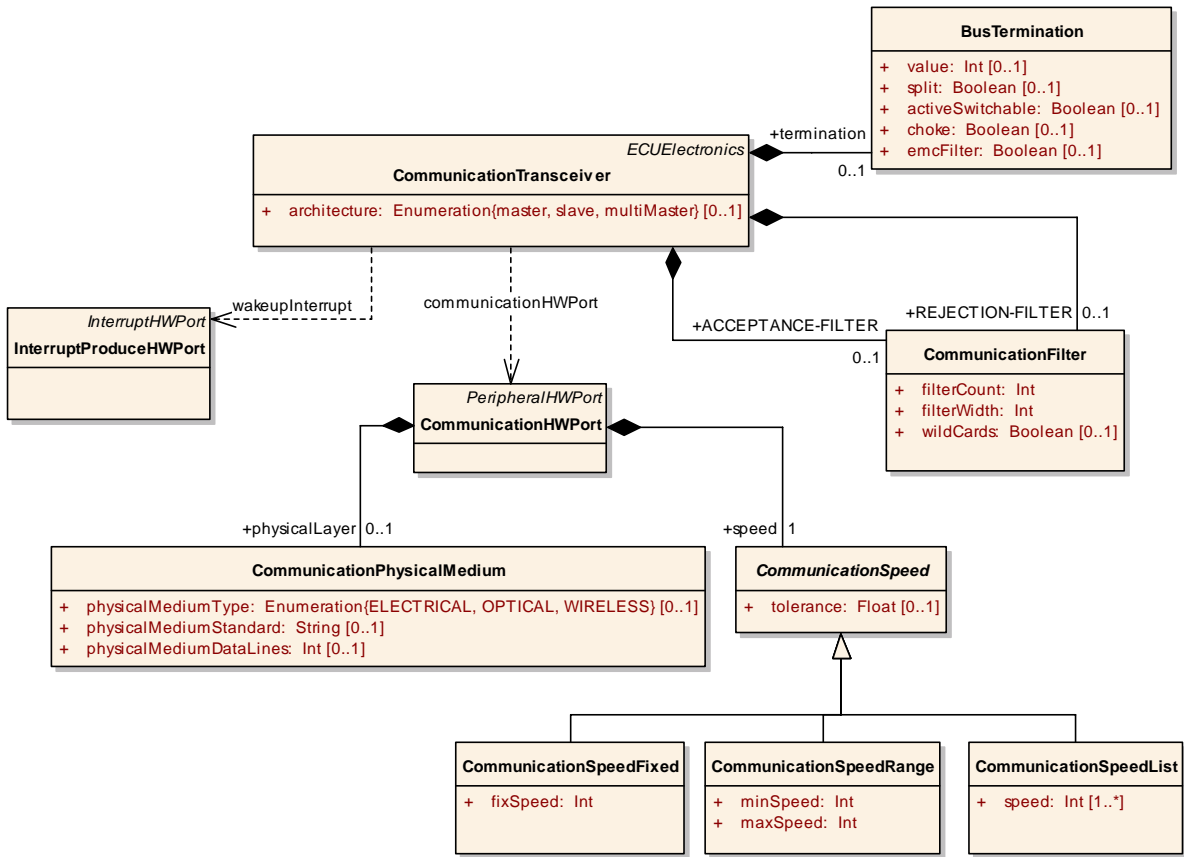 BusTermination
+ value: Int [0..1]
+ split: Boolean [0..1]
+ activeSwitchable: Boolean [0..1]
+ choke: Boolean [0..1]
+ emcFilter: Boolean [0..1]
+termination
0..1
ECUElectronics
CommunicationTransceiver
+ architecture: Enumeration{master, slave, multiMaster} [0..1]
wakeupInterrupt
communicationHWPort
+ACCEPTANCE-FILTER
0..1
+REJECTION-FILTER
0..1
InterruptHWPort
InterruptProduceHWPort
CommunicationFilter
+ filterCount: Int
+ filterWidth: Int
+ wildCards: Boolean [0..1]
PeripheralHWPort
CommunicationHWPort
+physicalLayer
0..1
+speed
1
CommunicationPhysicalMedium
+ physicalMediumType: Enumeration{ELECTRICAL, OPTICAL, WIRELESS} [0..1]
+ physicalMediumStandard: String [0..1]
+ physicalMediumDataLines: Int [0..1]
CommunicationSpeed
+ tolerance: Float [0..1]
CommunicationSpeedFixed
+ fixSpeed: Int
CommunicationSpeedRange
+ minSpeed: Int
+ maxSpeed: Int
CommunicationSpeedList
+ speed: Int [1..*]